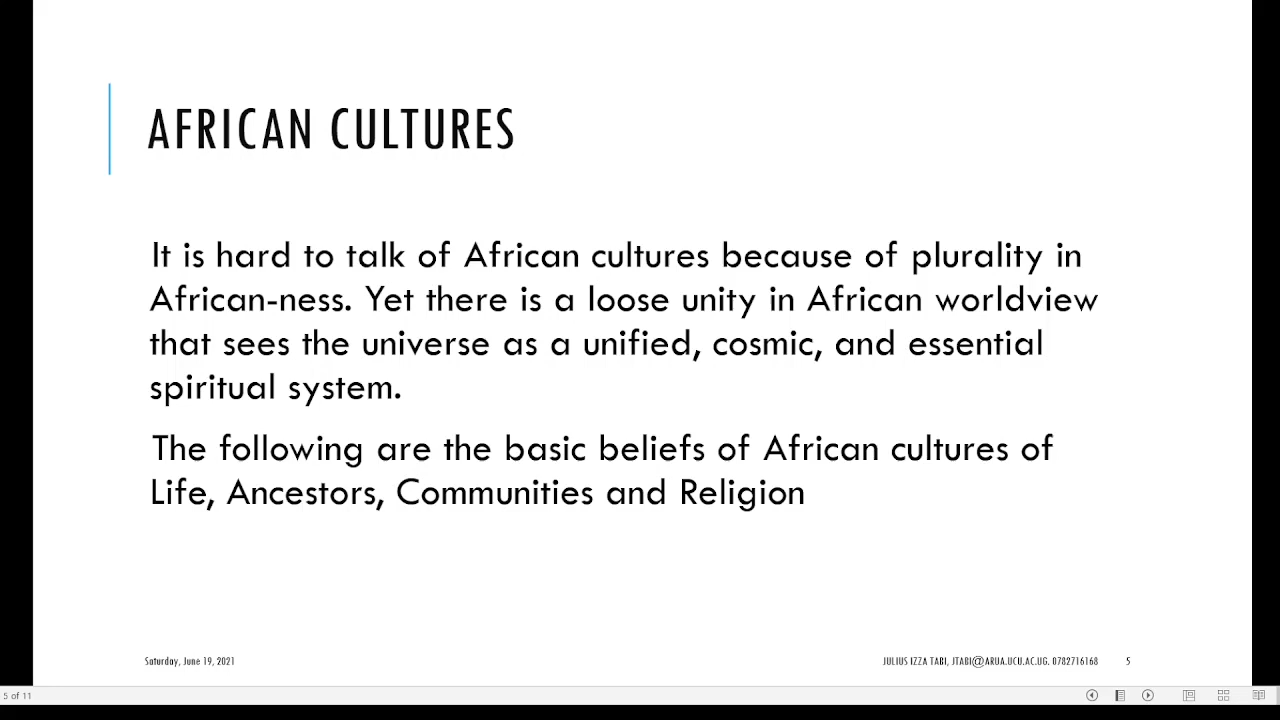 AFRICAN CULTURES
It is hard to talk of African cultures because of plurality in
African-ness. Yet there is a loose unity in African worldview
that sees the universe as a unified, cosmic, and essential
spiritual system.
The following are the basic beliefs of African cultures of
Life, Ancestors, Communities and Religion
Saturday, June 19, 2021
JULIUS IZZA TABI, JTABI@ARUA.UCU.AC.UG. 0782716168
5
5 of 11